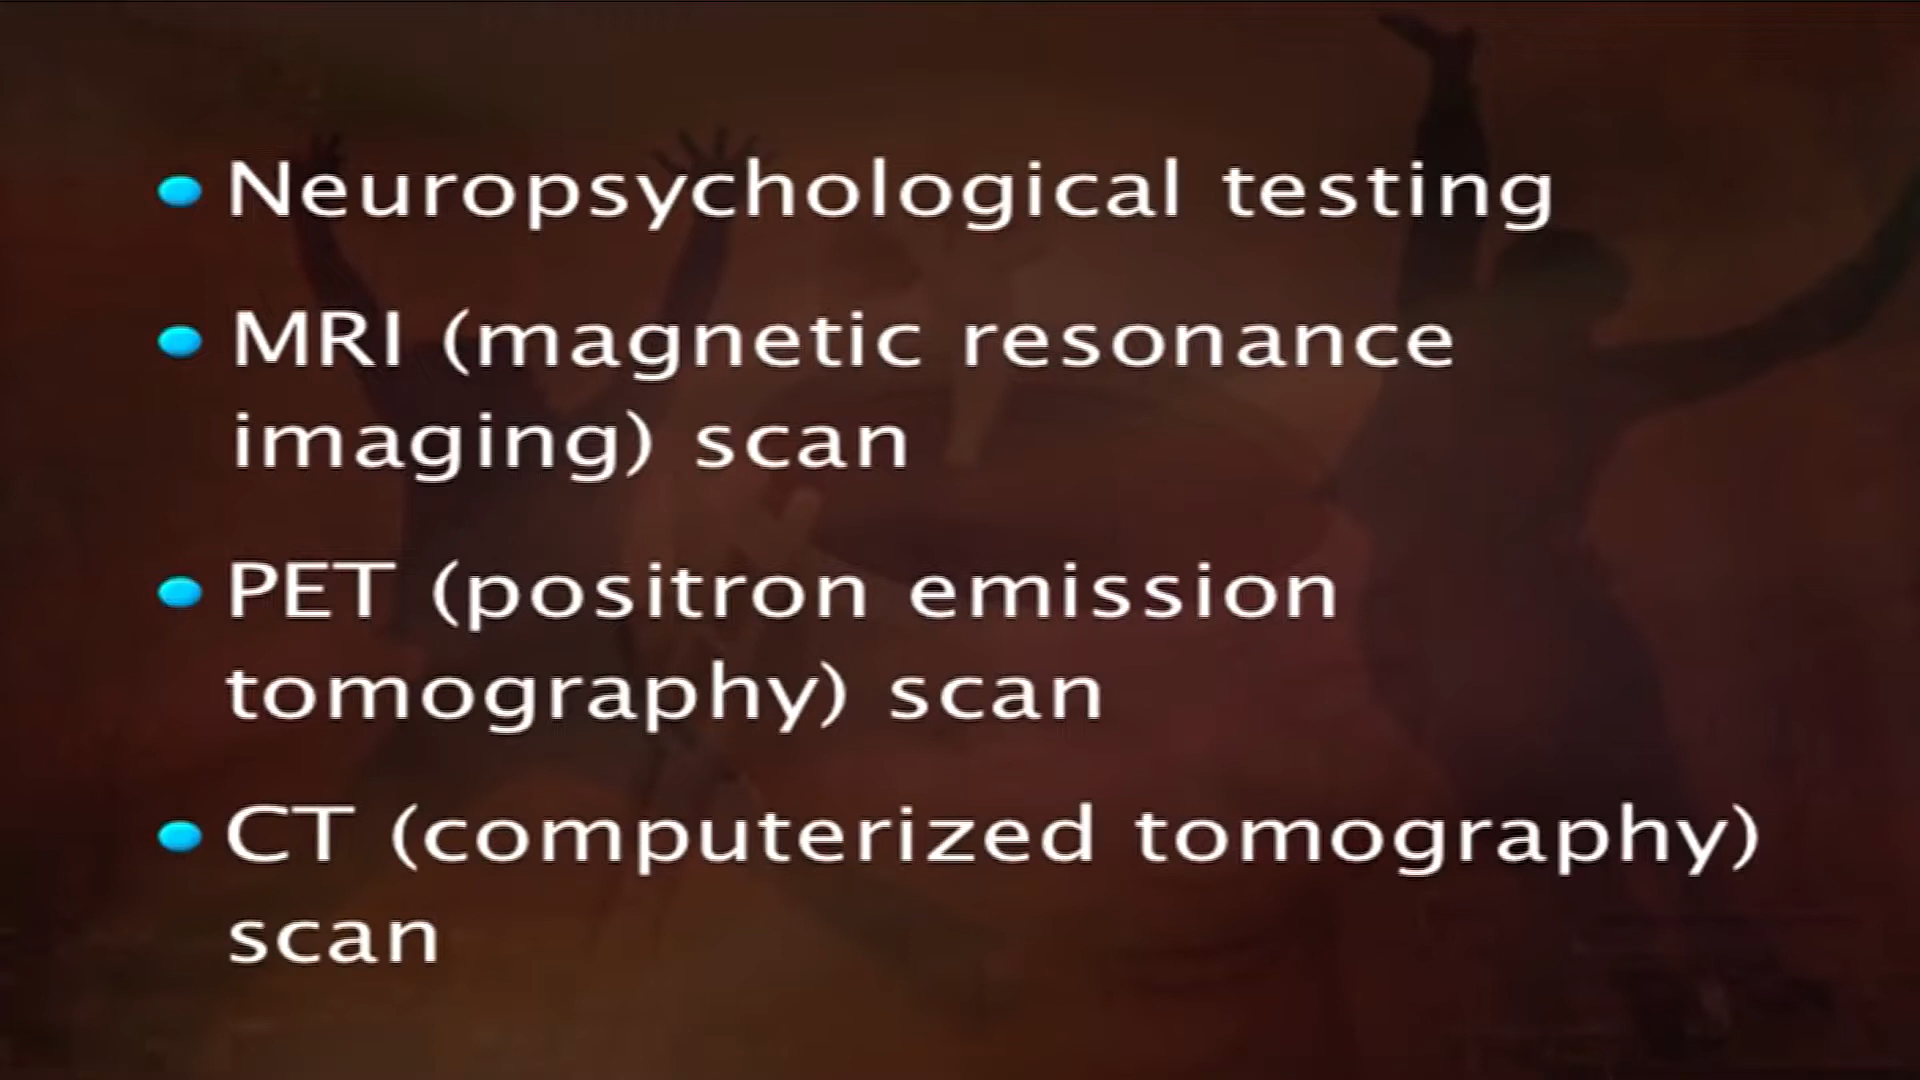 • Neuropsychological testing
• MRI (magnetic resonance
imaging) scan
• PET (positron emission
tomography) scan
• CT (computerized tomography)
scan